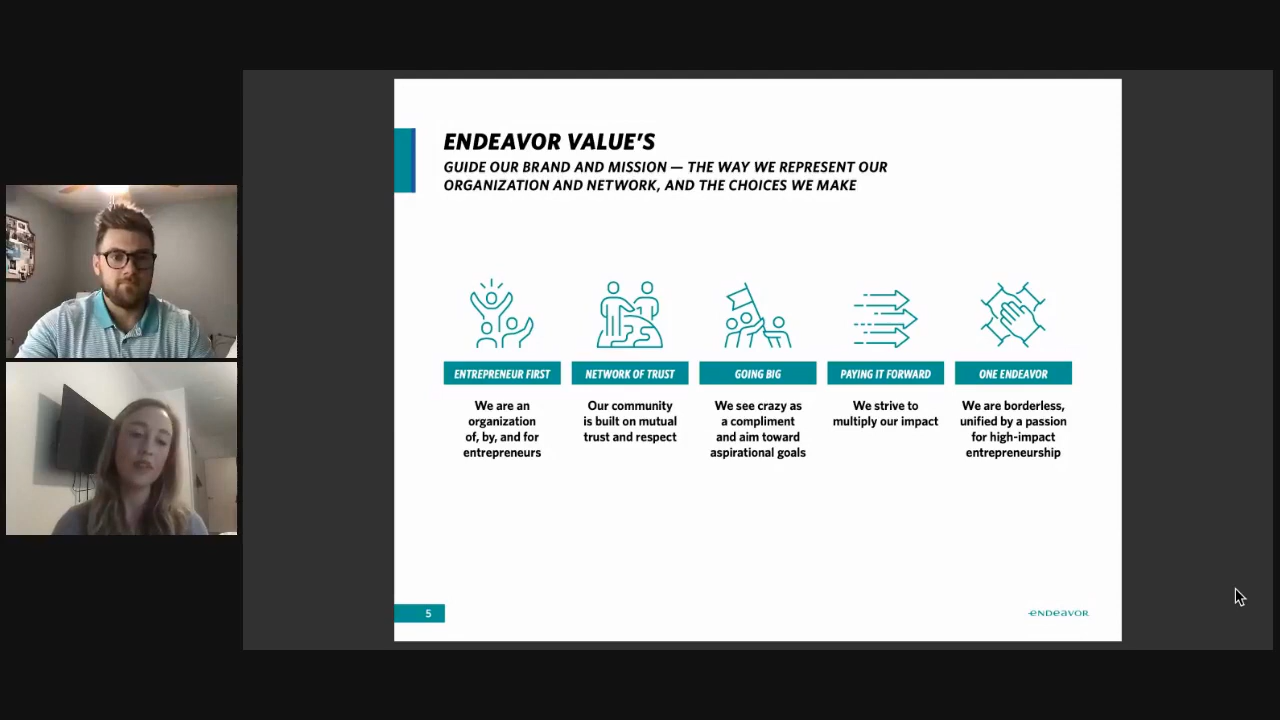 ENDEAVOR VALUE'S
GUIDE OUR BRAND AND MISSION — THE WAY WE REPRESENT OUR
ORGANIZATION AND NETWORK, AND THE CHOICES WE MAKE
ENTREPRENEUR FIRST
We are an
organization
of, by, and for
entrepreneurs
NETWORK OF TRUST
Our community
is built on mutual
trust and respect
GOING BIG
We see crazy as
a compliment
and aim toward
aspirational goals
PAYING IT FORWARD
We strive to
multiply our impact
ONE ENDEAVOR
We are borderless,
unified by a passion
for high-impact
entrepreneurship
5
ENDEAVOR